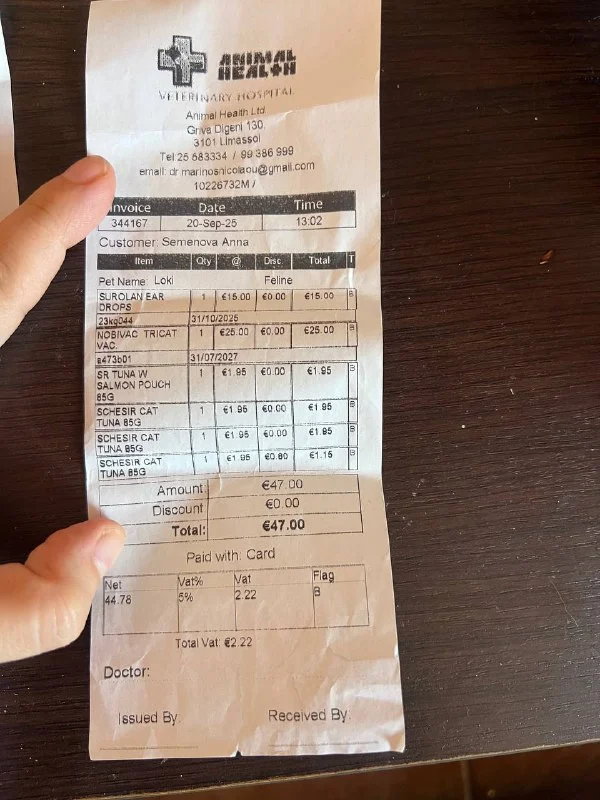 ANIMAL
HEALTH
VETERINARY HOSPITAL
Animal Health Ltd
Griva Digeni 130,
3101 Limassol
Tel 25 583334 / 99 386 999
email: dr.marinosnicolaou@gmail.com
10226732M /
Invoice Date Time
344167 20-Sep-25 13:02
Customer: Semenova Anna
Item Qty @ Disc Total T
Pet Name: Loki Feline
SUROLAN EAR DROPS 1 €15.00 €0.00 €15.00 B
23kq044 31/10/2025
NOBIVAC TRICAT VAC. 1 €25.00 €0.00 €25.00 B
a473b01 31/07/2027
SR TUNA W SALMON POUCH 85G 1 €1.95 €0.00 €1.95 B
SCHESIR CAT TUNA 85G 1 €1.95 €0.00 €1.95 B
SCHESIR CAT TUNA 85G 1 €1.95 €0.00 €1.95 B
SCHESIR CAT TUNA 85G 1 €1.95 €0.80 €1.15 B
Amount: €47.00
Discount €0.00
Total: €47.00
Paid with: Card
Net Vat% Vat Flag
44.78 5% 2.22 B
Total Vat: €2.22
Doctor:
Issued By: Received By: